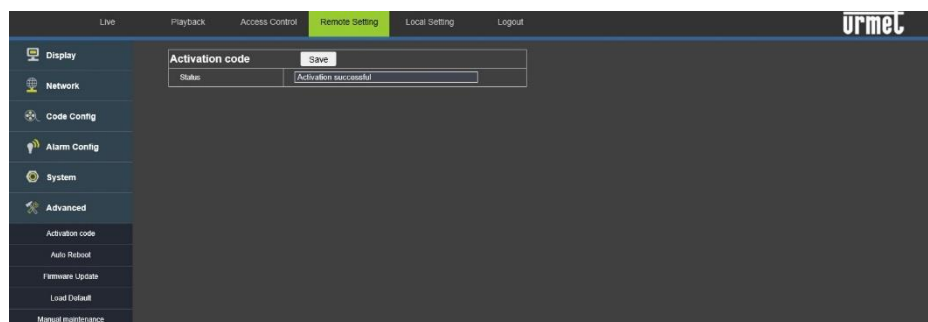 Live Playback Access Control Remote Setting Local Setting Logout
urmet
Display
Activation code Save
Status Activation successful
Network
Code Config
Alarm Config
System
Advanced
Activation code
Auto Reboot
Firmware Update
Load Default
Manual maintenance